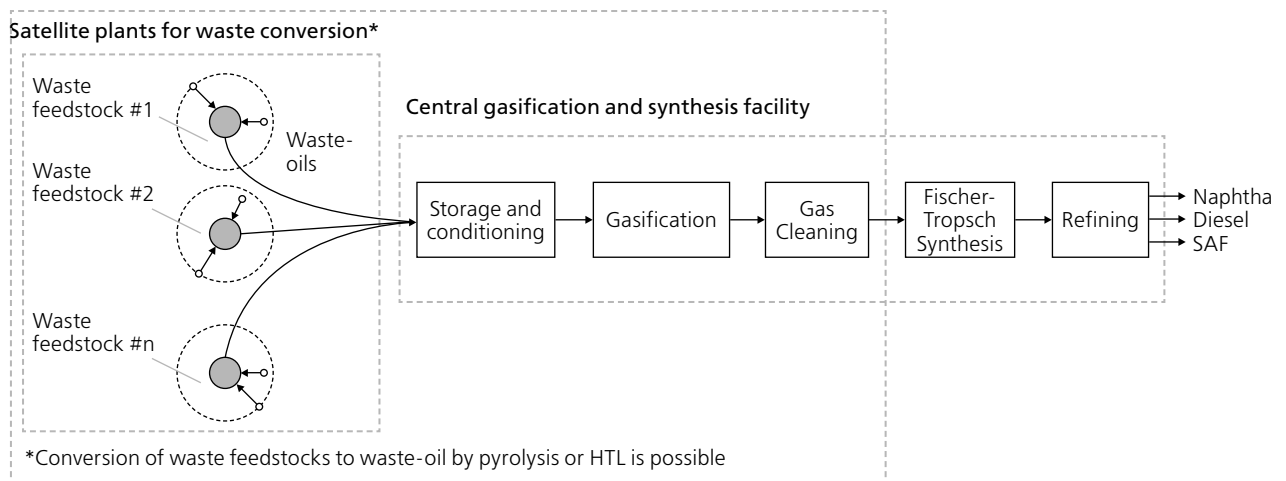 Satellite plants for waste conversion*
Waste
feedstock #1
Waste-
oils
Waste
feedstock #2
Waste
feedstock #n
Central gasification and synthesis facility
Storage and
conditioning
Gasification
Gas
Cleaning
Fischer-
Tropsch
Synthesis
Refining
Naphtha
Diesel
SAF
*Conversion of waste feedstocks to waste-oil by pyrolysis or HTL is possible